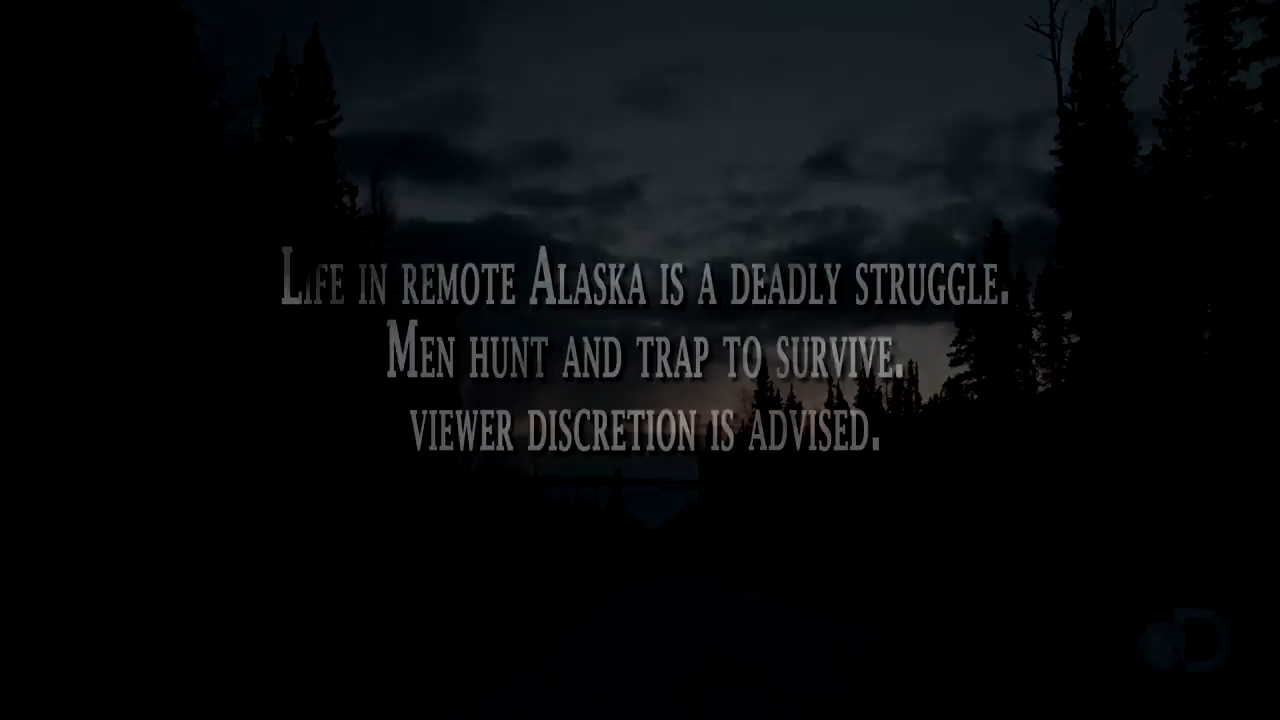 Life in remote Alaska is a deadly struggle.
Men hunt and trap to survive.
viewer discretion is advised.